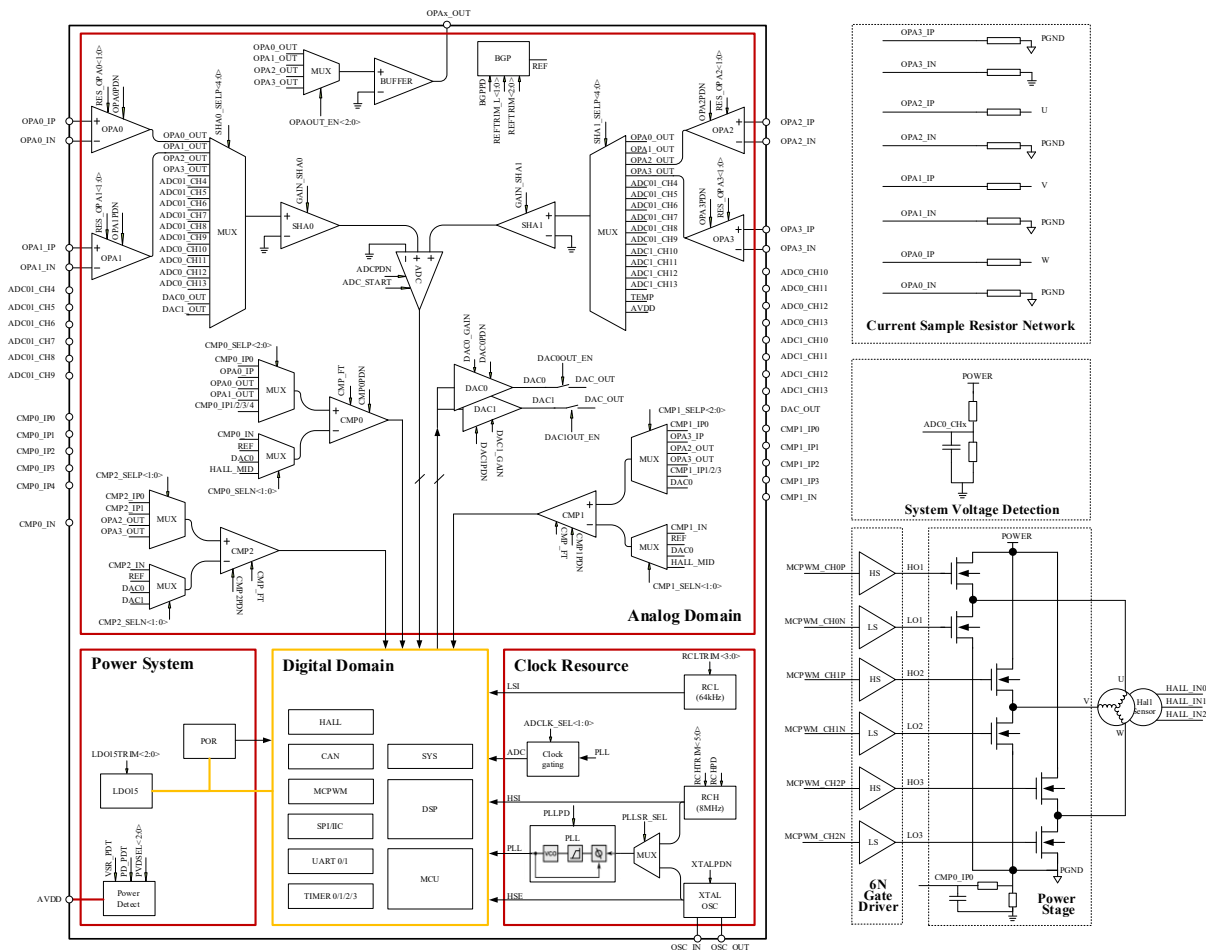 OPAx_OUT
OPA0_OUT
OPA1_OUT
OPA2_OUT
OPA3_OUT
MUX
BUFFER
OPAOUT_EN<2:0>
BGP
REF
BGPPD
REFTRIM_L<1:0>
REFTRIM<2:0>
RES_OPA0<1:0>
OPA0PDN
OPA0_IP
OPA0_IN
OPA0
SHA0_SELP<4:0>
OPA0_OUT
OPA1_OUT
OPA2_OUT
OPA3_OUT
ADC01_CH4
ADC01_CH5
ADC01_CH6
ADC01_CH7
ADC01_CH8
ADC01_CH9
ADC0_CH10
ADC0_CH11
ADC0_CH12
ADC0_CH13
DAC0_OUT
DAC1_OUT
MUX
RES_OPA1<1:0>
OPA1PDN
OPA1_IP
OPA1_IN
OPA1
ADC01_CH4
ADC01_CH5
ADC01_CH6
ADC01_CH7
ADC01_CH8
ADC01_CH9
CMP0_IP0
CMP0_IP1
CMP0_IP2
CMP0_IP3
CMP0_IP4
CMP0_IN
GAIN_SHA0
SHA0
GAIN_SHA1
SHA1
ADC
ADCPDN
ADC_START
SHA1_SELP<4:0>
MUX
OPA0_OUT
OPA1_OUT
OPA2_OUT
OPA3_OUT
ADC01_CH4
ADC01_CH5
ADC01_CH6
ADC01_CH7
ADC01_CH8
ADC01_CH9
ADC1_CH10
ADC1_CH11
ADC1_CH12
ADC1_CH13
TEMP
AVDD
OPA2PDN
RES_OPA2<1:0>
OPA2
OPA2_IP
OPA2_IN
OPA3PDN
RES_OPA3<1:0>
OPA3
OPA3_IP
OPA3_IN
ADC0_CH10
ADC0_CH11
ADC0_CH12
ADC0_CH13
ADC1_CH10
ADC1_CH11
ADC1_CH12
ADC1_CH13
DAC_OUT
CMP1_IP0
CMP1_IP1
CMP1_IP2
CMP1_IP3
CMP1_IN
CMP0_SELP<2:0>
CMP0_IP0
OPA0_IP
OPA0_OUT
OPA1_OUT
CMP0_IP1/2/3/4
MUX
CMP_FT
CMP0PDN
CMP0
CMP0_IN
REF
DAC0
HALL_MID
MUX
CMP0_SELN<1:0>
DAC0_GAIN
DAC0PDN
DAC0
DAC1
DAC1PDN
DAC1_GAIN
DAC0OUT_EN
DAC0
DAC_OUT
DAC1
DAC_OUT
DAC1OUT_EN
CMP1_SELP<2:0>
CMP1_IP0
OPA3_IP
OPA2_OUT
OPA3_OUT
CMP1_IP1/2/3
DAC0
MUX
CMP1
CMP_FT
CMP1PDN
CMP1_IN
REF
DAC0
HALL_MID
MUX
CMP1_SELN<1:0>
CMP2_SELP<1:0>
CMP2_IP0
CMP2_IP1
OPA2_OUT
OPA3_OUT
MUX
CMP2
CMP2PDN
CMP_FT
CMP2_IN
REF
DAC0
DAC1
MUX
CMP2_SELN<1:0>
Analog Domain
Power System
POR
LDO15TRIM<2:0>
LDO15
VSR_PDT
PD_PDT
PVDSEL<2:0>
Power
Detect
AVDD
Digital Domain
HALL
CAN
MCPWM
SPI/IIC
UART 0/1
TIMER 0/1/2/3
SYS
DSP
MCU
Clock Resource
RCLTRIM<3:0>
RCL
(64kHz)
LSI
ADCLK_SEL<1:0>
ADC
Clock
gating
PLL
RCHTRIM<5:0>
RCHPD
RCH
(8MHz)
HSI
PLLPD
PLLSR_SEL
PLL
VCO
MUX
PLL
XTALPDN
XTAL
OSC
HSE
OSC_IN
OSC_OUT
OPA3_IP
PGND
OPA3_IN
OPA2_IP
U
OPA2_IN
PGND
OPA1_IP
V
OPA1_IN
PGND
OPA0_IP
W
OPA0_IN
PGND
Current Sample Resistor Network
POWER
ADC0_CHx
System Voltage Detection
MCPWM_CH0P
HS
HO1
MCPWM_CH0N
LS
LO1
MCPWM_CH1P
HS
HO2
MCPWM_CH1N
LS
LO2
MCPWM_CH2P
HS
HO3
MCPWM_CH2N
LS
LO3
6N
Gate
Driver
POWER
U
V
W
Hall
Sensor
HALL_IN0
HALL_IN1
HALL_IN2
PGND
CMP0_IP0
Power
Stage